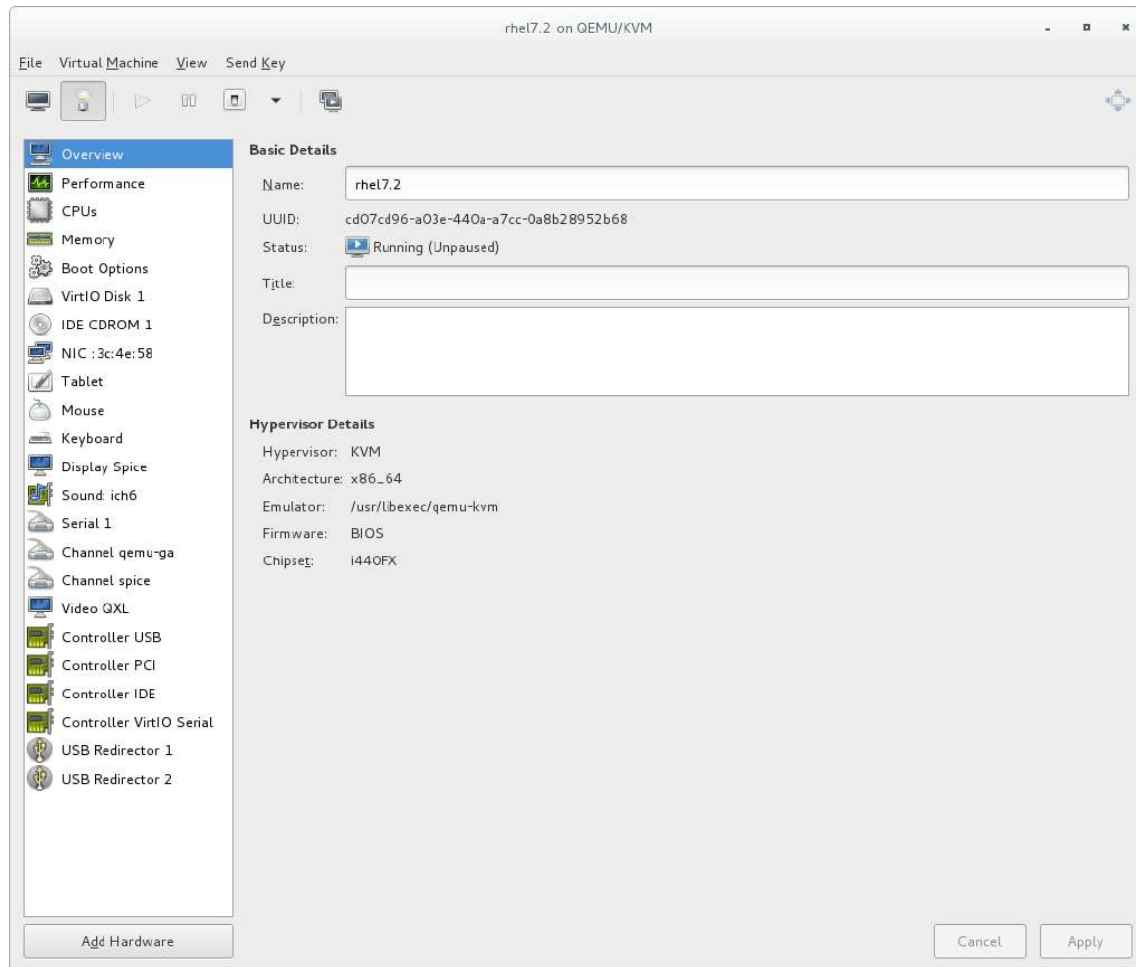 rhel7.2 on QEMU/KVM
File Virtual Machine View Send Key
Overview
Performance
CPUs
Memory
Boot Options
VirtIO Disk 1
IDE CDROM 1
NIC :3c:4e:58
Tablet
Mouse
Keyboard
Display Spice
Sound: ich6
Serial 1
Channel qemu-ga
Channel spice
Video QXL
Controller USB
Controller PCI
Controller IDE
Controller VirtIO Serial
USB Redirector 1
USB Redirector 2
Add Hardware
Basic Details
Name: rhel7.2
UUID: cd07cd96-a03e-440a-a7cc-0a8b28952b68
Status: Running (Unpaused)
Title:
Description:
Hypervisor Details
Hypervisor: KVM
Architecture: x86_64
Emulator: /usr/libexec/qemu-kvm
Firmware: BIOS
Chipset: i440FX
Cancel Apply